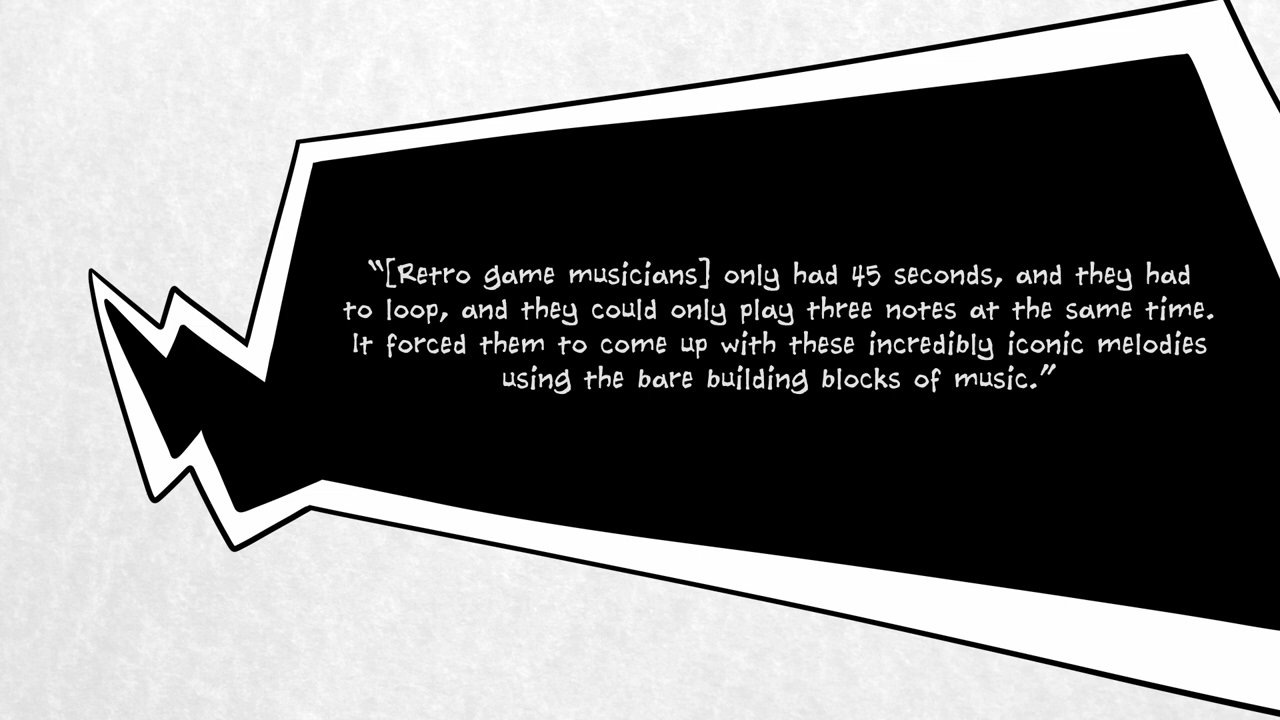 “[Retro game musicians] only had 45 seconds, and they had
to loop, and they could only play three notes at the same time.
It forced them to come up with these incredibly iconic melodies
using the bare building blocks of music.”